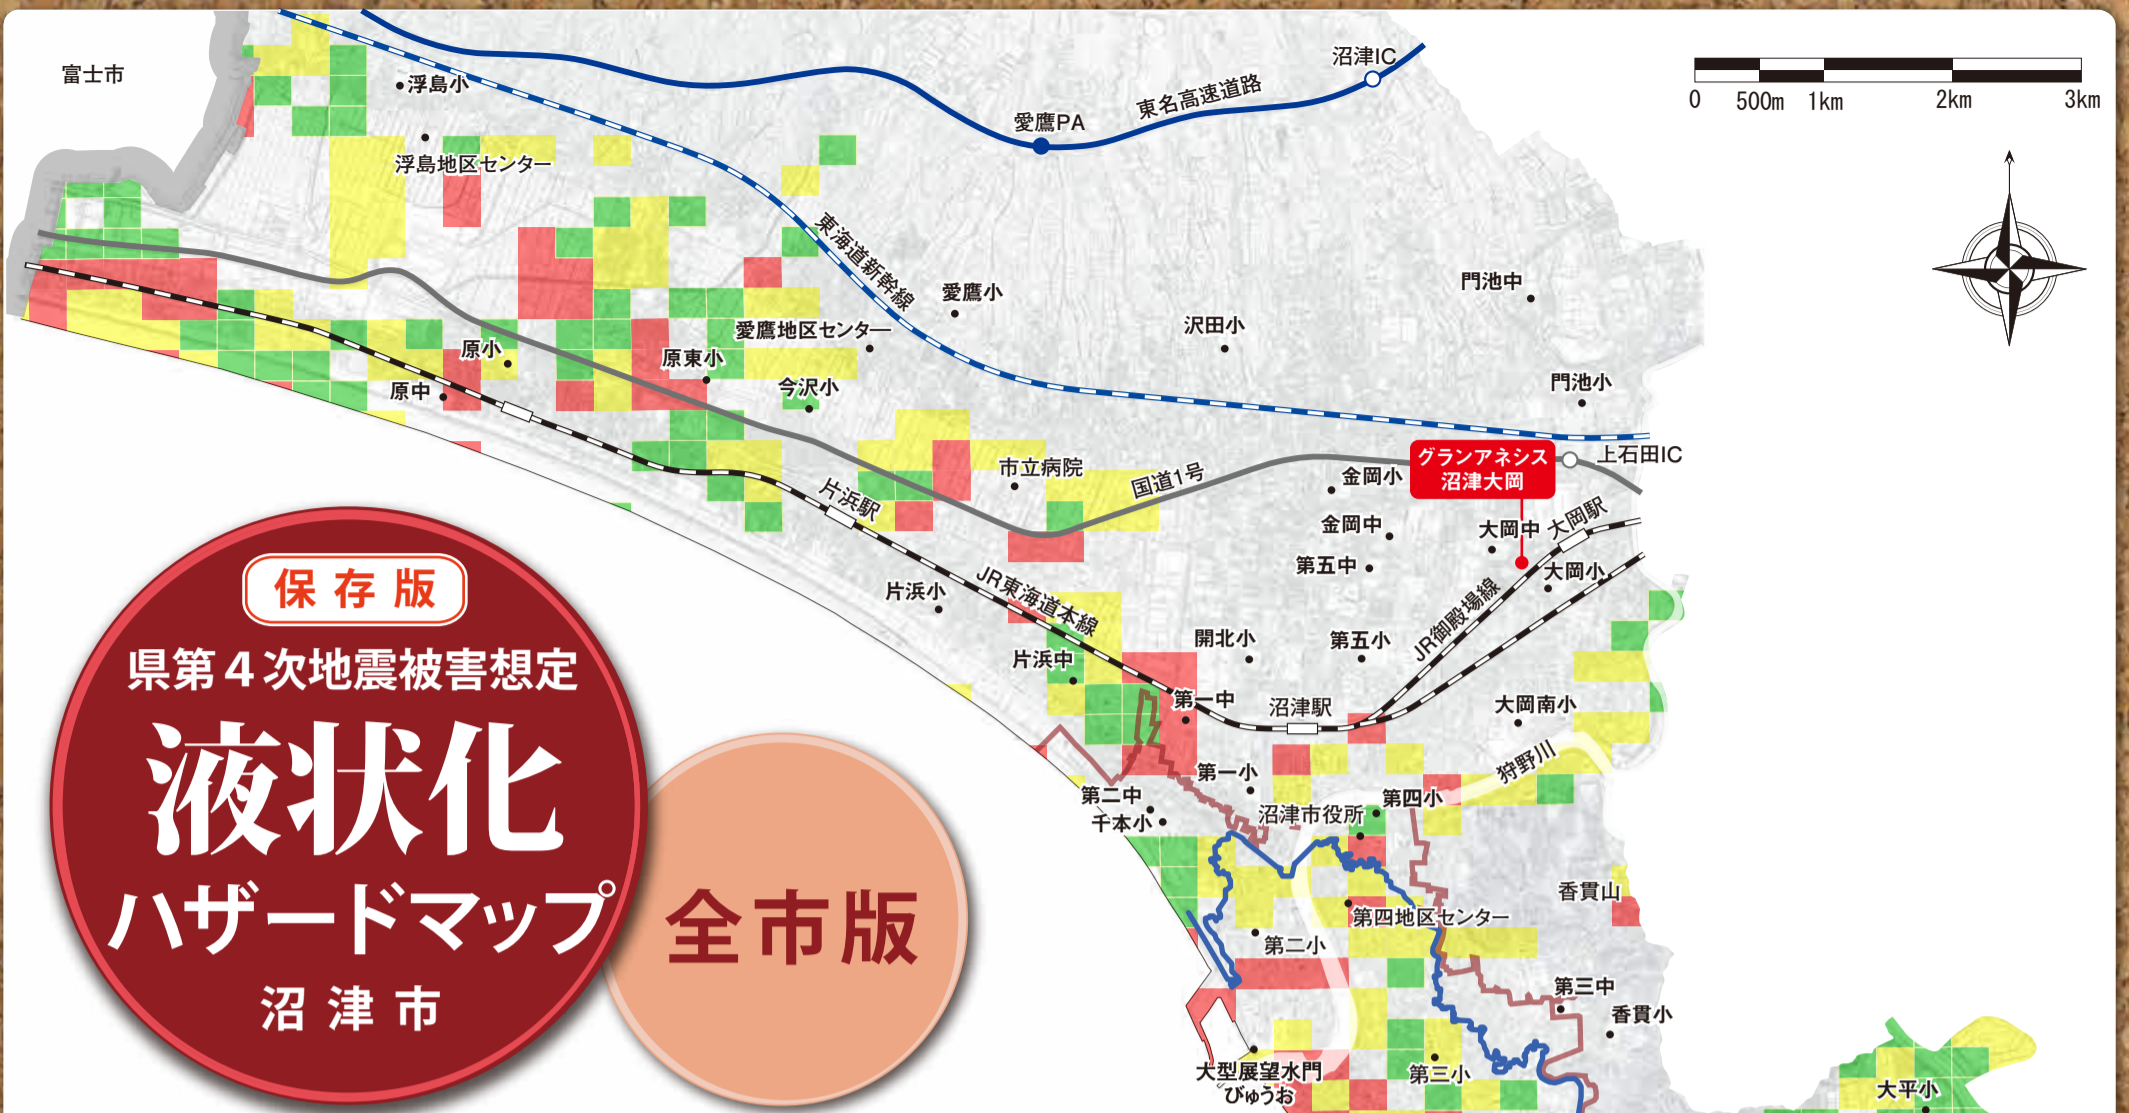 富士市
浮島小
浮島地区センター
沼津IC
東名高速道路
愛鷹PA
0 500m 1km 2km 3km
東海道新幹線
愛鷹小
愛鷹地区センター
沢田小
門池中
門池小
原小
原中
原東小
今沢小
市立病院
国道1号
金岡小
グランアネシス
沼津大岡
上石田IC
片浜駅
金岡中
大岡中
大岡駅
第五中
大岡小
片浜小
JR東海道本線
JR御殿場線
開北小
第五小
片浜中
第一中
沼津駅
大岡南小
狩野川
第一小
第二中
千本小
沼津市役所
第四小
香貫山
第四地区センター
第二小
第三中
香貫小
大型展望水門
びゅうお
第三小
大平小
保存版
県第4次地震被害想定
液状化
ハザードマップ
沼津市
全市版